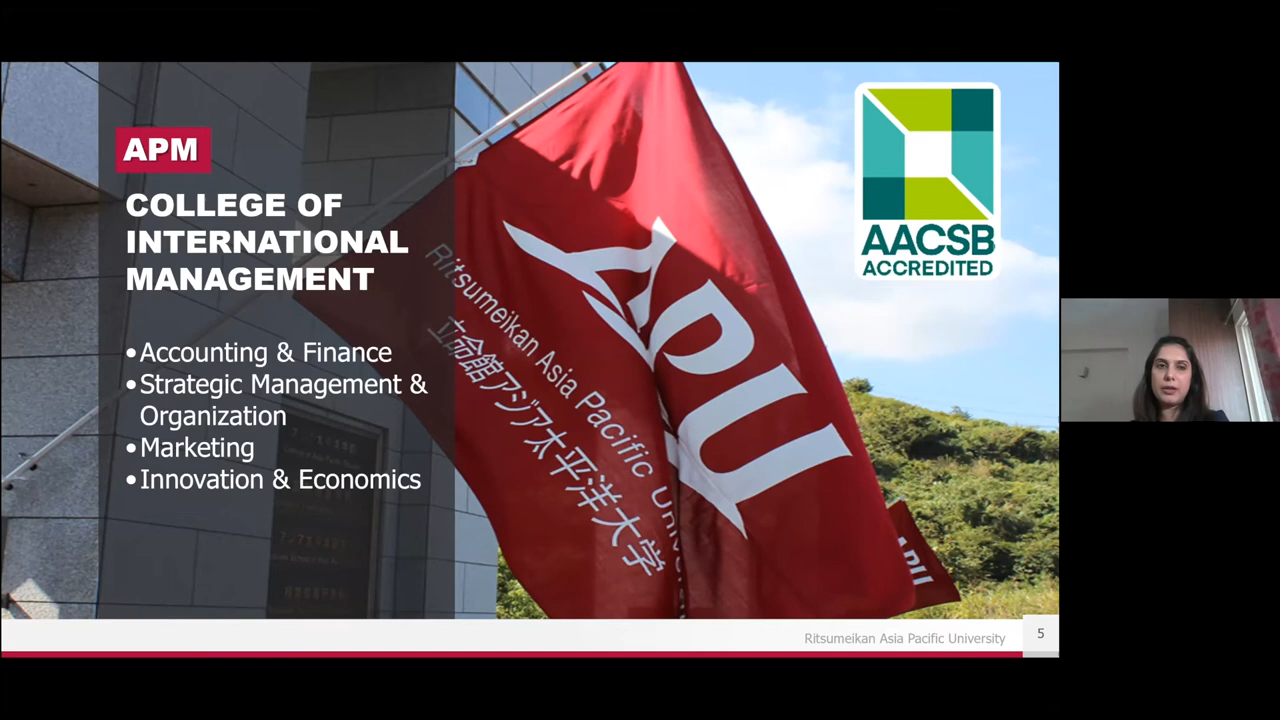 APM
COLLEGE OF
INTERNATIONAL
MANAGEMENT
•Accounting & Finance
•Strategic Management &
Organization
•Marketing
•Innovation & Economics
APU
Ritsumeikan Asia Pacific
立命館アジア太平洋大学
APU
AACSB
ACCREDITED
Ritsumeikan Asia Pacific University
5